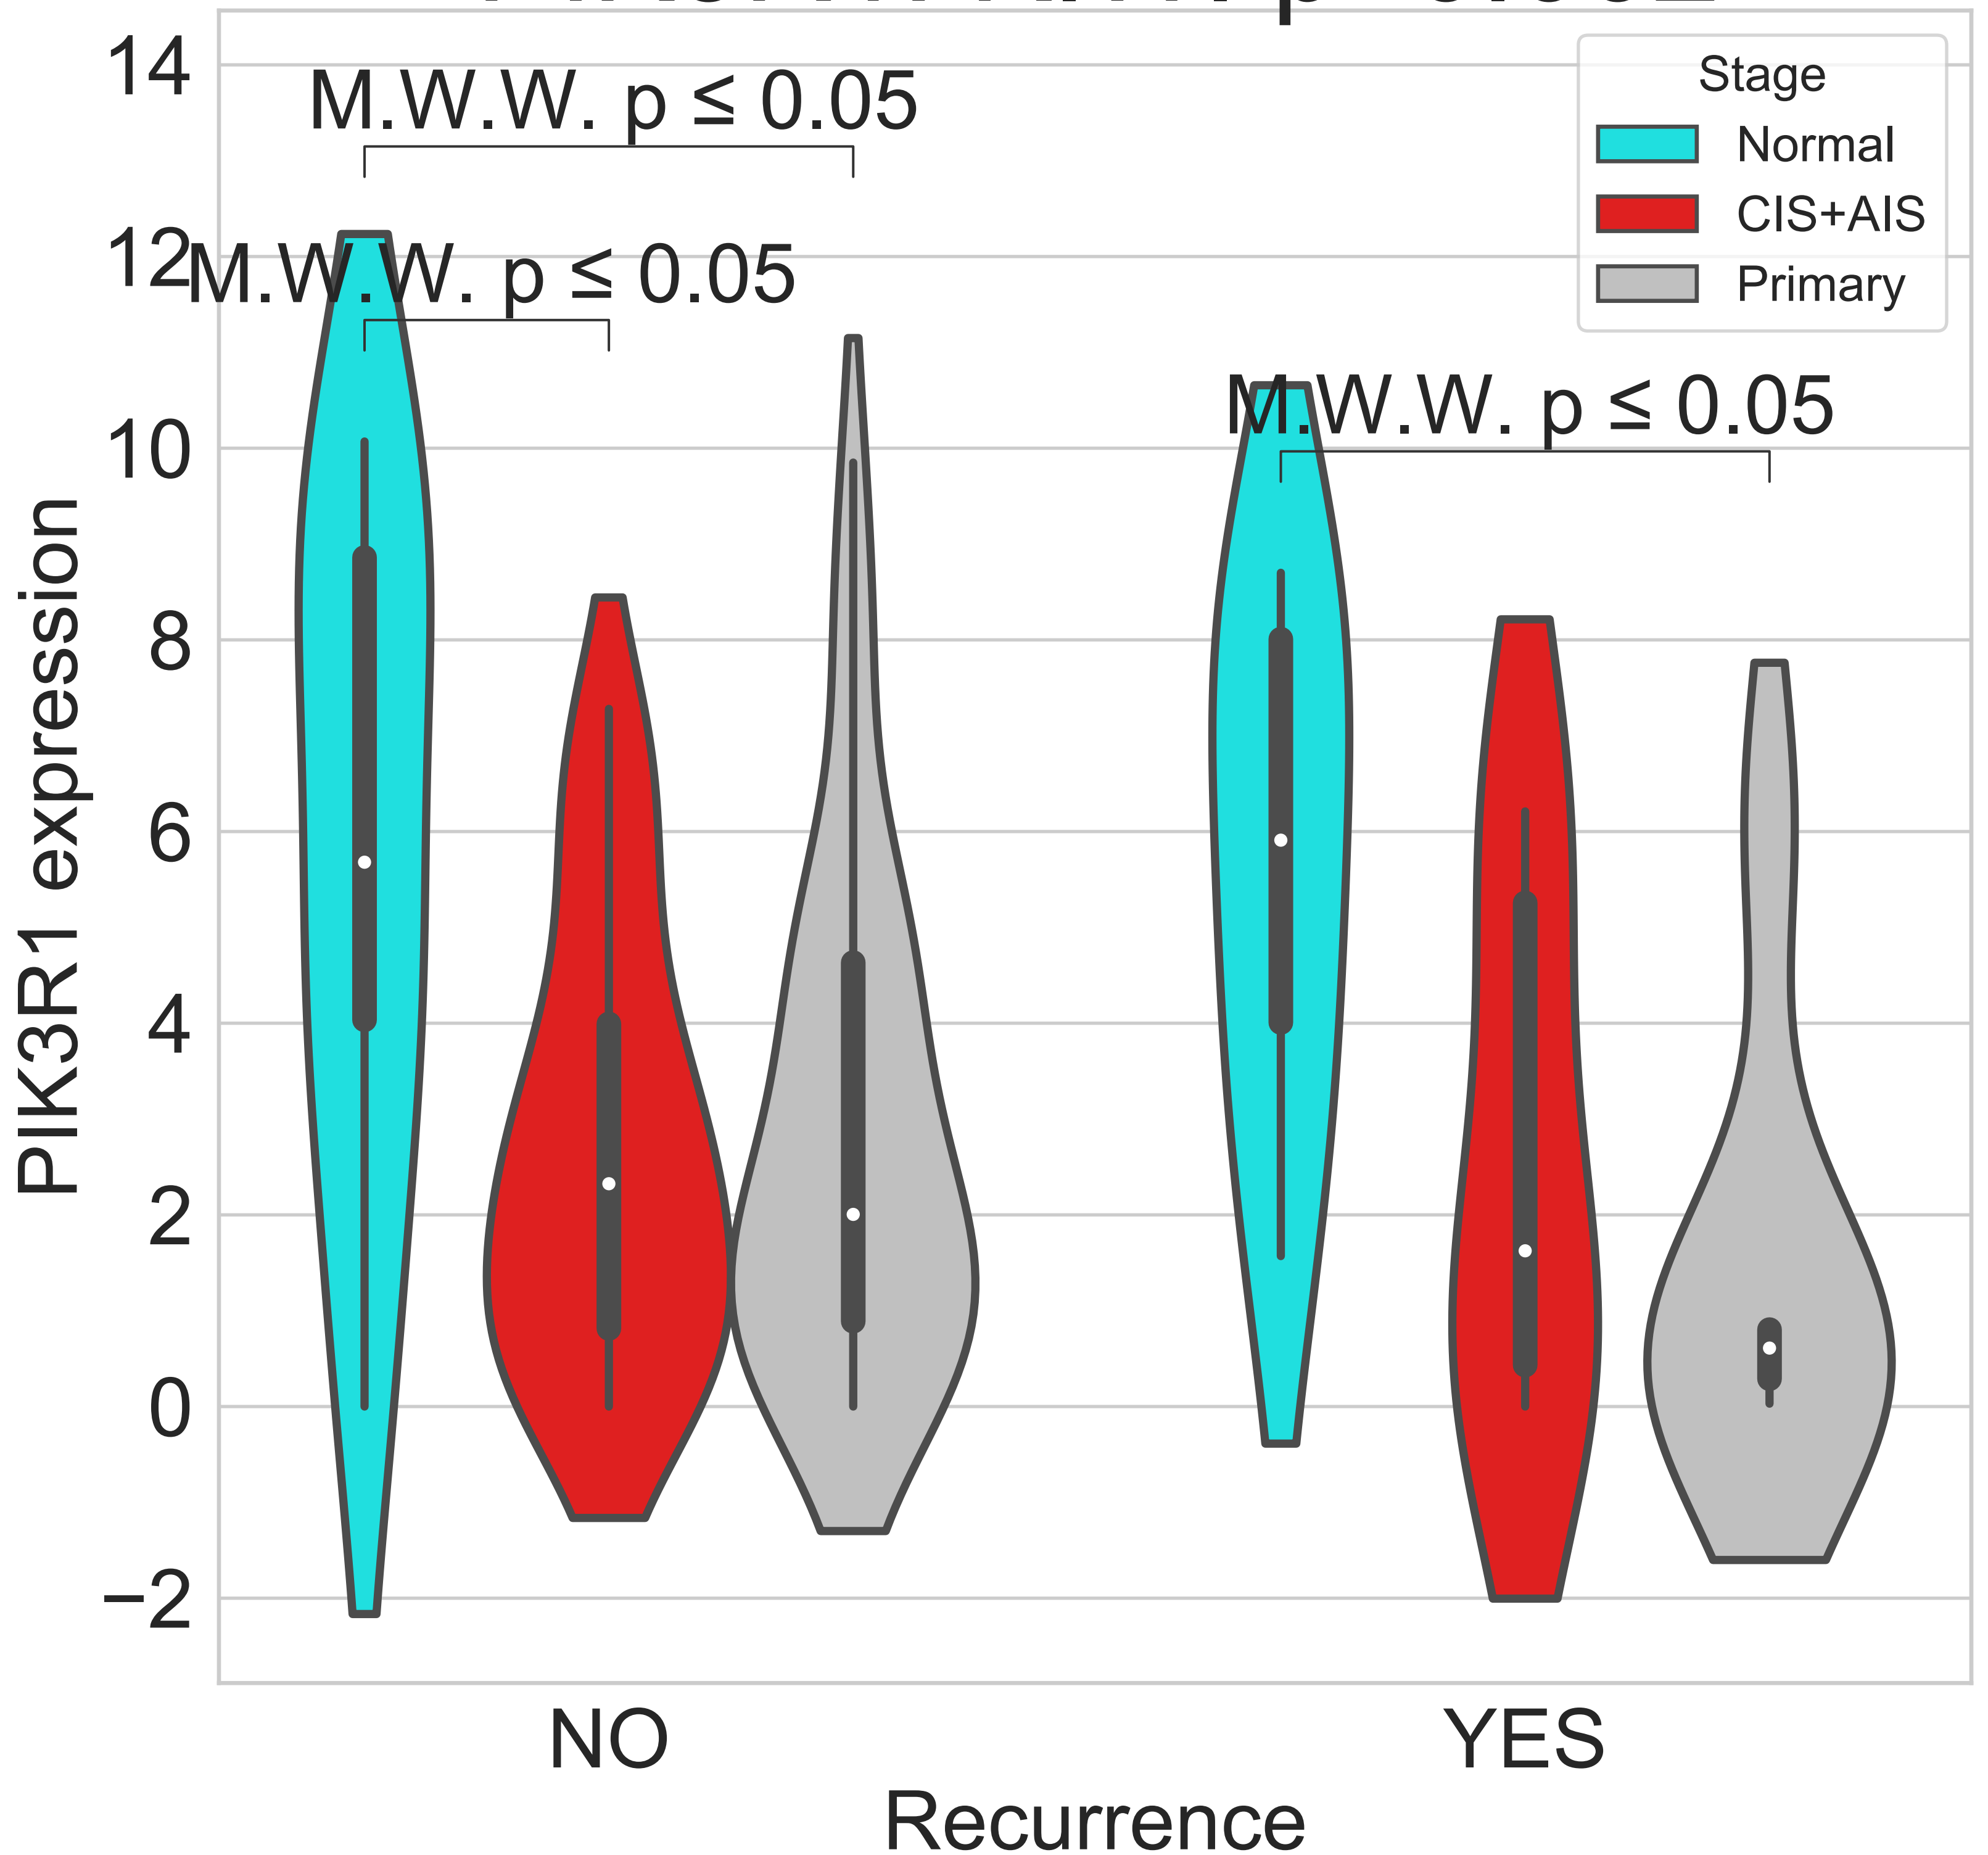 14
M.W.W. p ≤ 0.05
Stage
Normal
CIS+AIS
Primary
12
M.W.W. p ≤ 0.05
M.W.W. p ≤ 0.05
10
8
6
4
2
0
−2
PIK3R1 expression
NO
YES
Recurrence